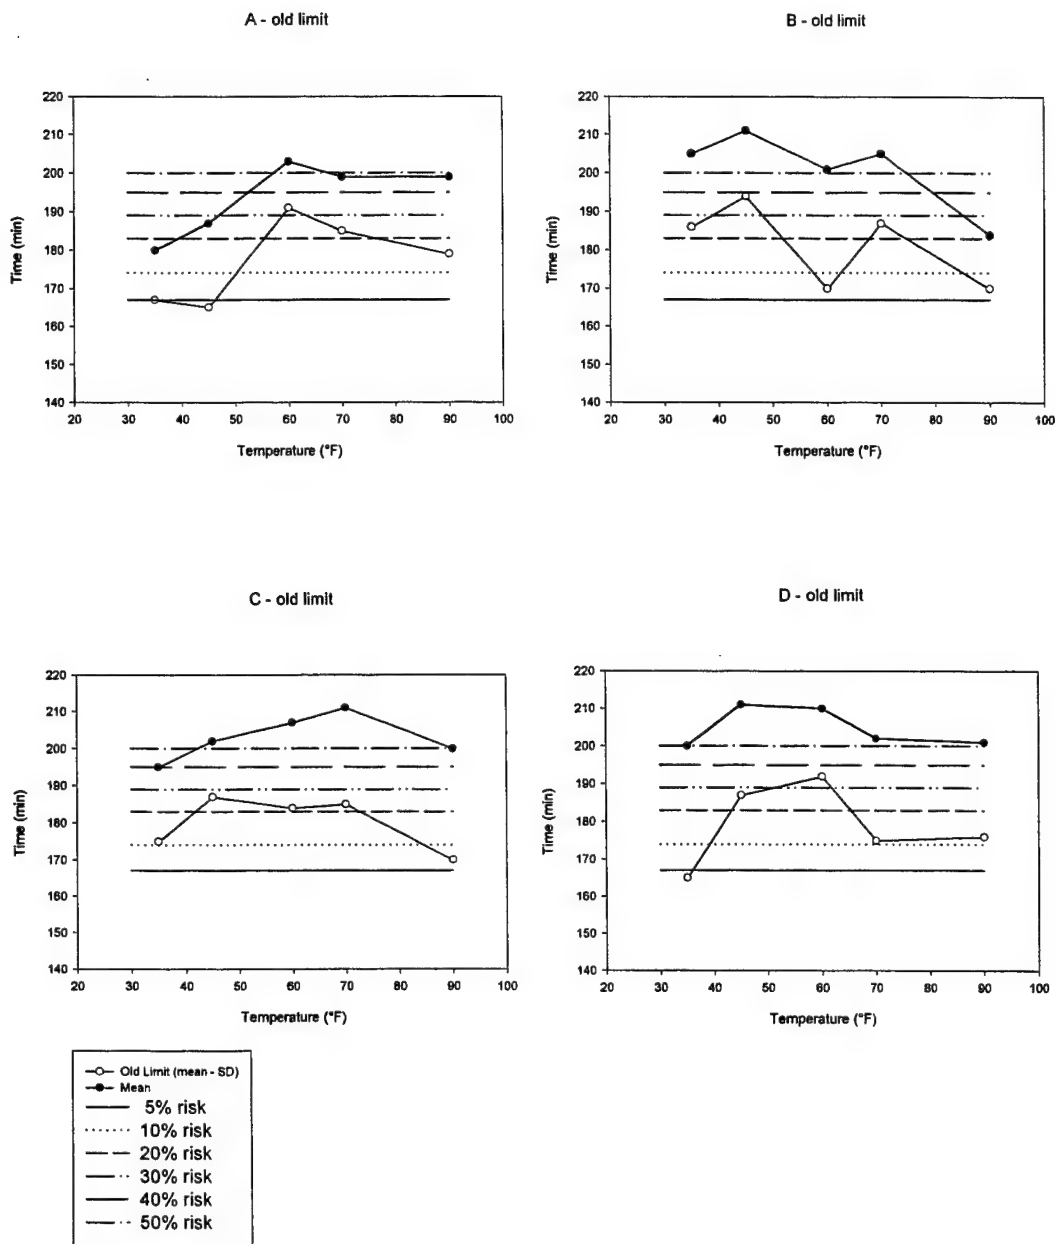 A - old limit
220
210
200
190
180
170
160
150
140
Time (min)
20 30 40 50 60 70 80 90 100
Temperature (°F)
B - old limit
220
210
200
190
180
170
160
150
140
Time (min)
20 30 40 50 60 70 80 90 100
Temperature (°F)
C - old limit
220
210
200
190
180
170
160
150
140
Time (min)
20 30 40 50 60 70 80 90 100
Temperature (°F)
D - old limit
220
210
200
190
180
170
160
150
140
Time (min)
20 30 40 50 60 70 80 90 100
Temperature (°F)
Old Limit (mean - SD)
Mean
5% risk
10% risk
20% risk
30% risk
40% risk
50% risk